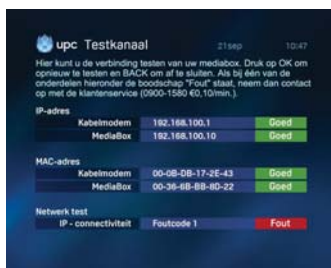 upc Testkanaal 21sep 10:47
Hier kunt u de verbinding testen van uw mediabox. Druk op OK om
opnieuw te testen en BACK om af te sluiten. Als bij één van de
onderdelen hieronder de boodschap "Fout" staat, neem dan contact
op met de klantenservice (0900-1580 €0,10/min.).
IP-adres
Kabelmodem 192.168.100.1 Goed
MediaBox 192.168.100.10 Goed
MAC-adres
Kabelmodem 00-0B-DB-17-2E-43 Goed
MediaBox 00-36-6B-BB-8D-22 Goed
Netwerk test
IP - connectiviteit Foutcode 1 Fout